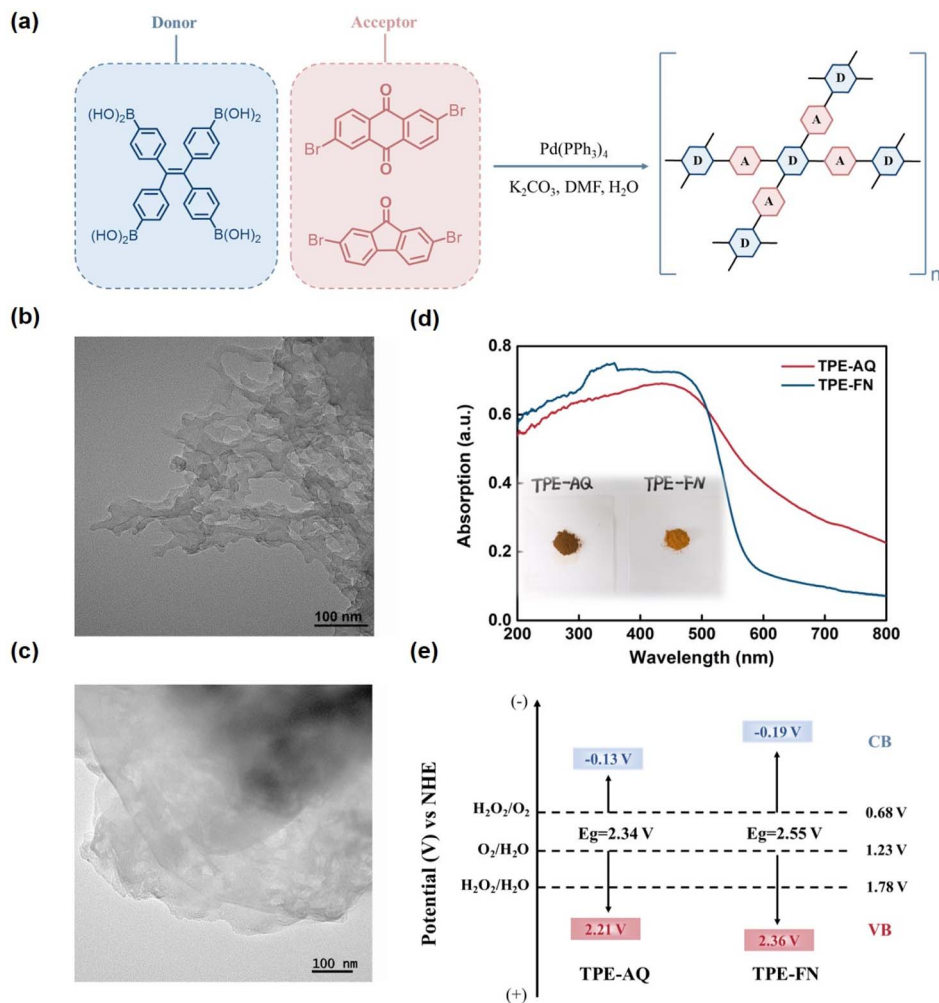 (a)
Donor
Acceptor
(HO)₂B
B(OH)₂
(HO)₂B
B(OH)₂
O
Br
Br
O
O
Br
Br
Pd(PPh₃)₄
K₂CO₃, DMF, H₂O
D
A
D
A
D
A
D
A
D
n
(b)
100 nm
(c)
100 nm
(d)
0.8
0.6
0.4
0.2
0.0
Absorption (a.u.)
TPE-AQ
TPE-FN
TPE-AQ
TPE-FN
200 300 400 500 600 700 800
Wavelength (nm)
(e)
Potential (V) vs NHE
(-)
(+)
-0.13 V
-0.19 V
CB
H₂O₂/O₂
0.68 V
Eg=2.34 V
Eg=2.55 V
O₂/H₂O
1.23 V
H₂O₂/H₂O
1.78 V
2.21 V
2.36 V
VB
TPE-AQ
TPE-FN